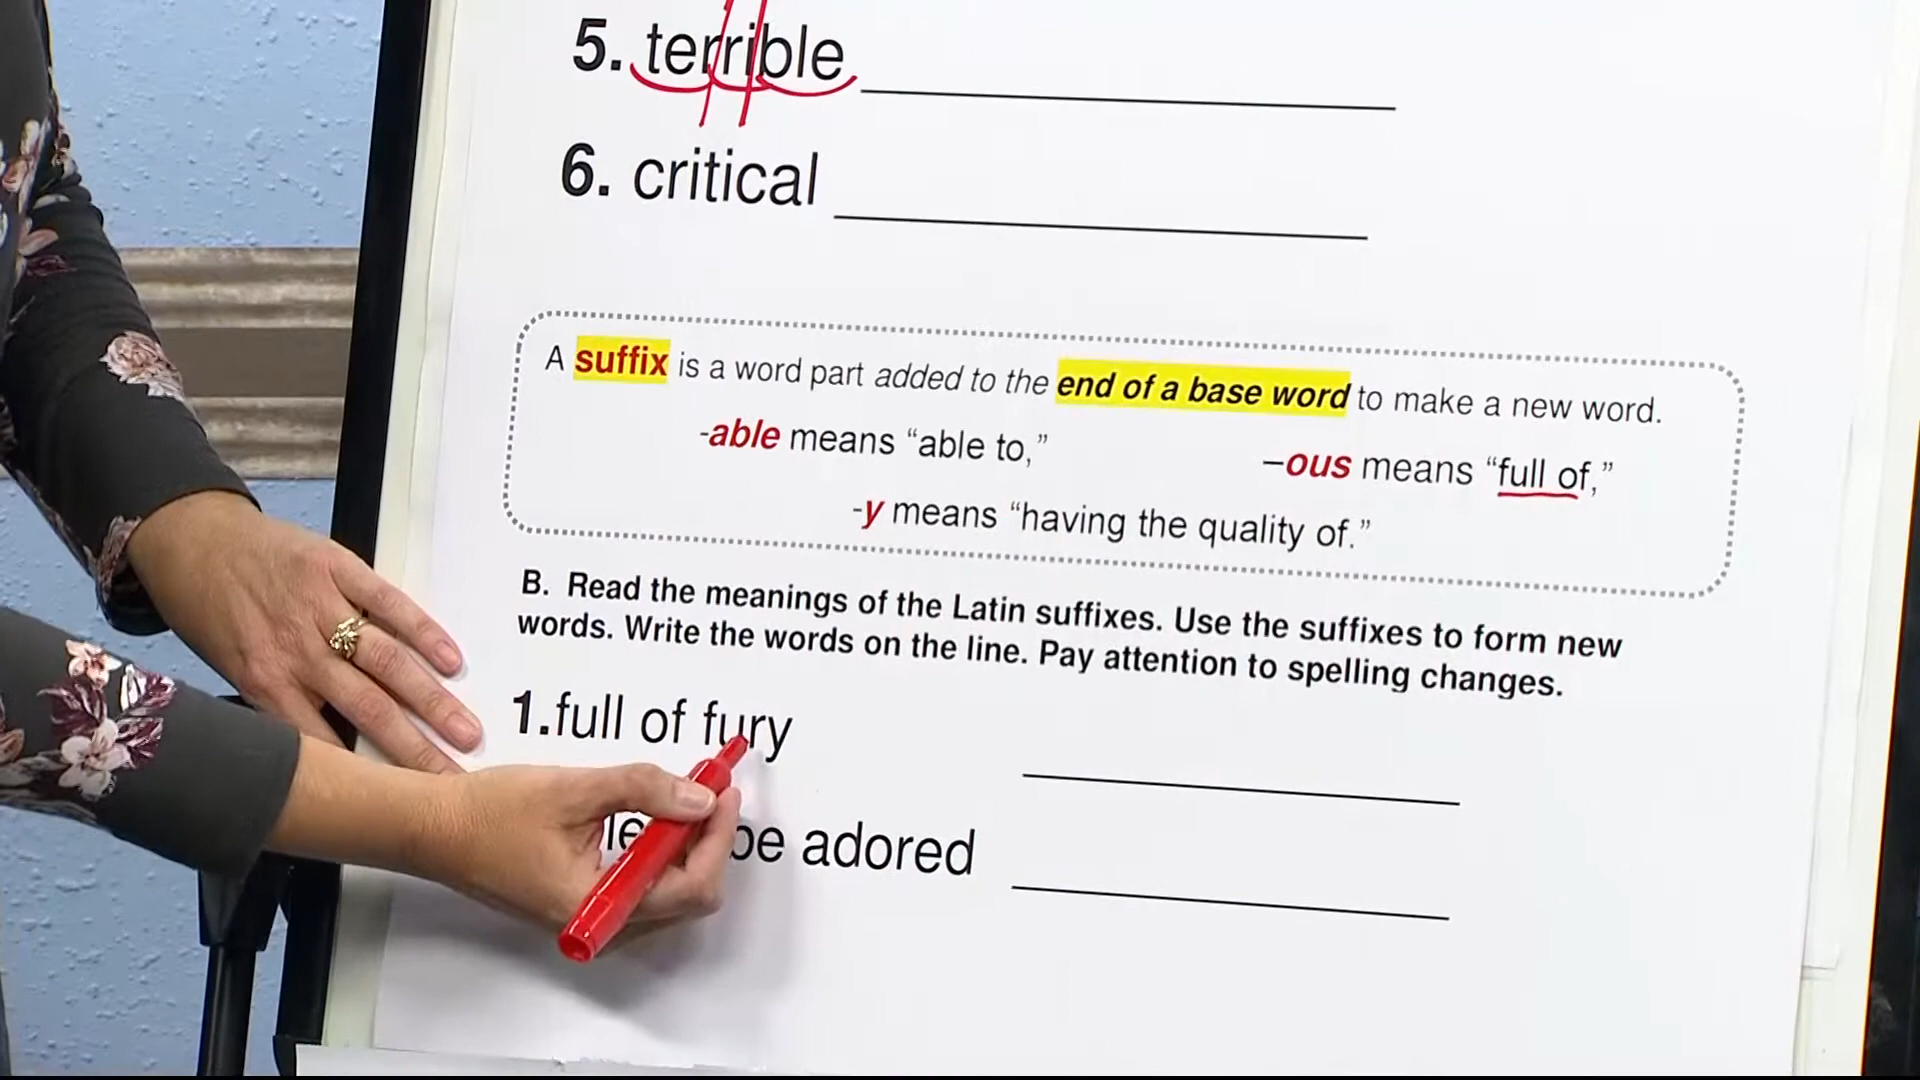 5. terrible
6. critical
A suffix is a word part added to the end of a base word to make a new word.
-able means “able to,” –ous means “full of,”
-y means “having the quality of.”
B. Read the meanings of the Latin suffixes. Use the suffixes to form new
words. Write the words on the line. Pay attention to spelling changes.
1.full of fury
be adored